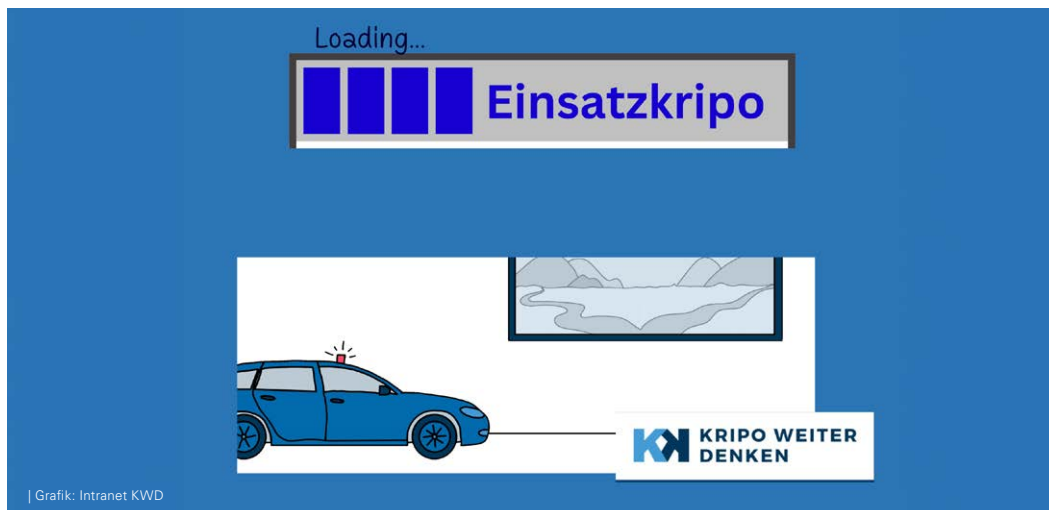 Loading...
Einsatzkripo
KRIPO WEITER
DENKEN
| Grafik: Intranet KWD